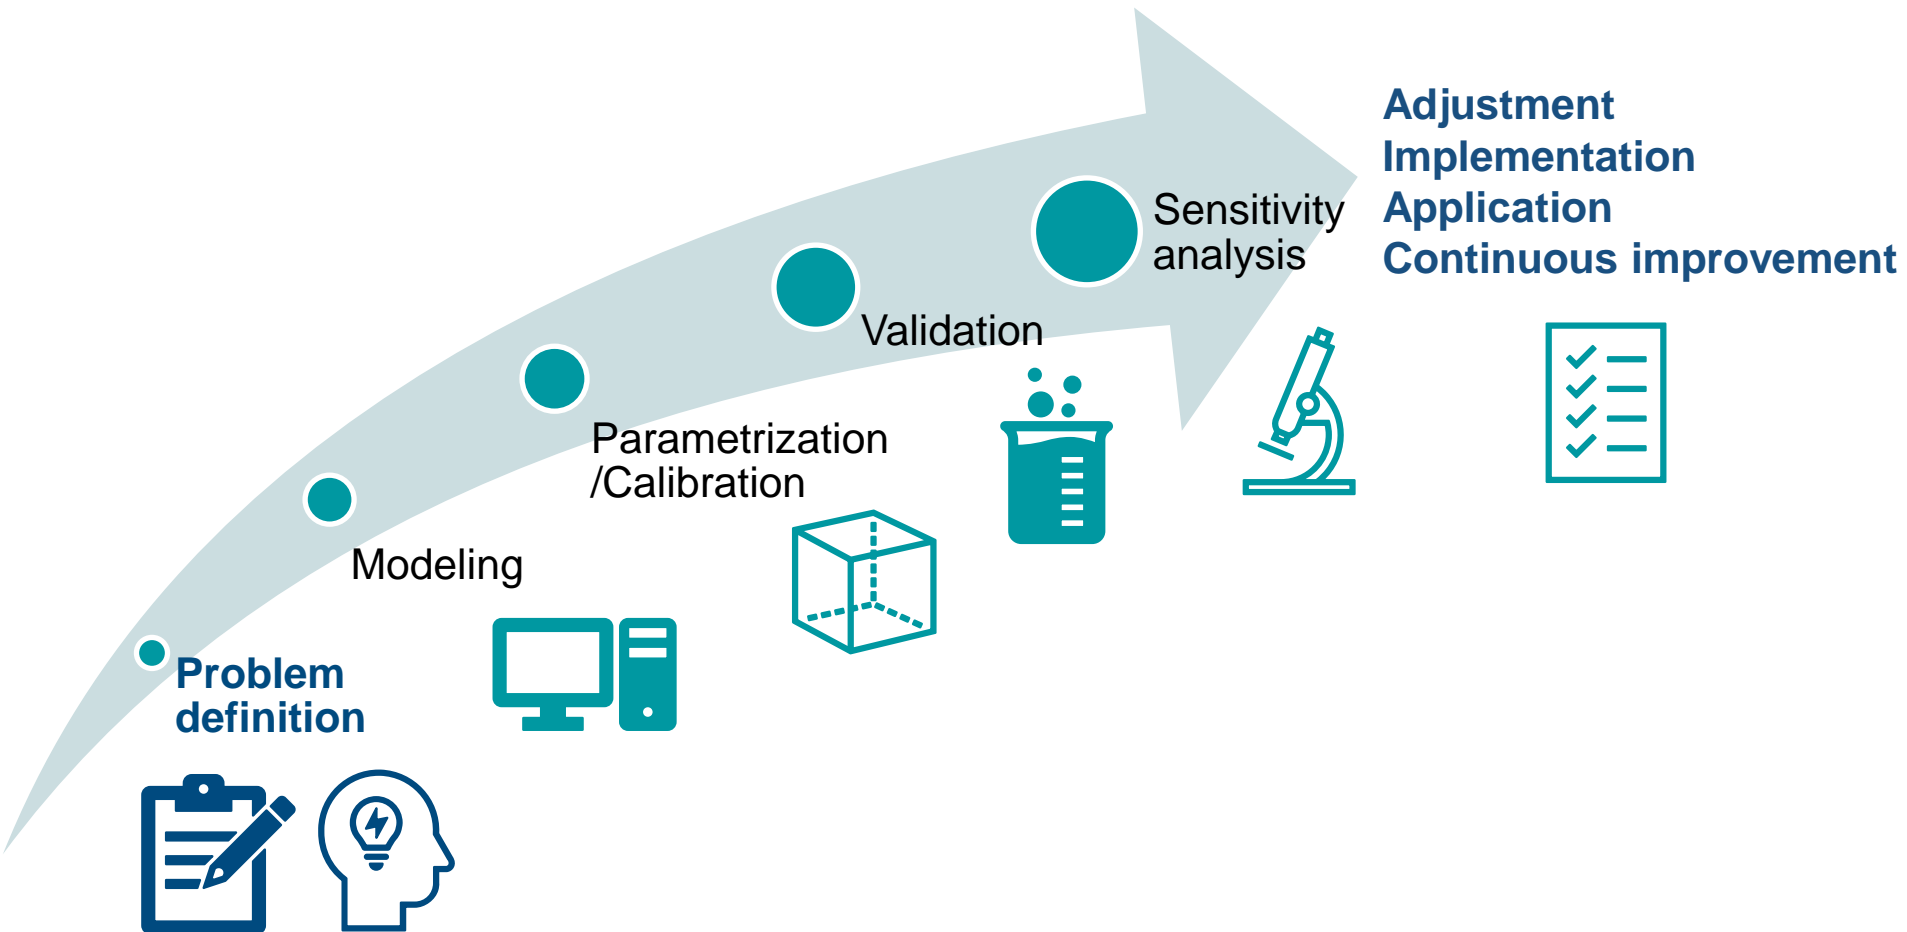 Problem
definition
Modeling
Parametrization
/Calibration
Validation
Sensitivity
analysis
Adjustment
Implementation
Application
Continuous improvement